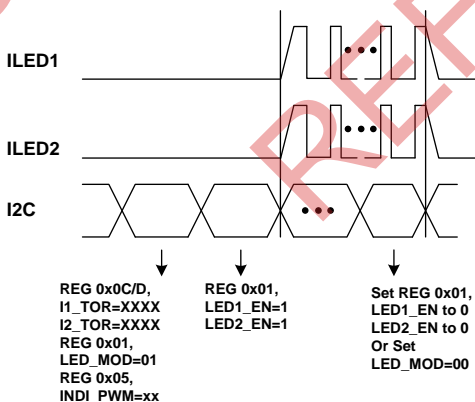 ILED1
ILED2
I2C
REG 0x0C/D,
I1_TOR=XXXX
I2_TOR=XXXX
REG 0x01,
LED_MOD=01
REG 0x05,
INDI_PWM=xx
REG 0x01,
LED1_EN=1
LED2_EN=1
Set REG 0x01,
LED1_EN to 0
LED2_EN to 0
Or Set
LED_MOD=00
REF